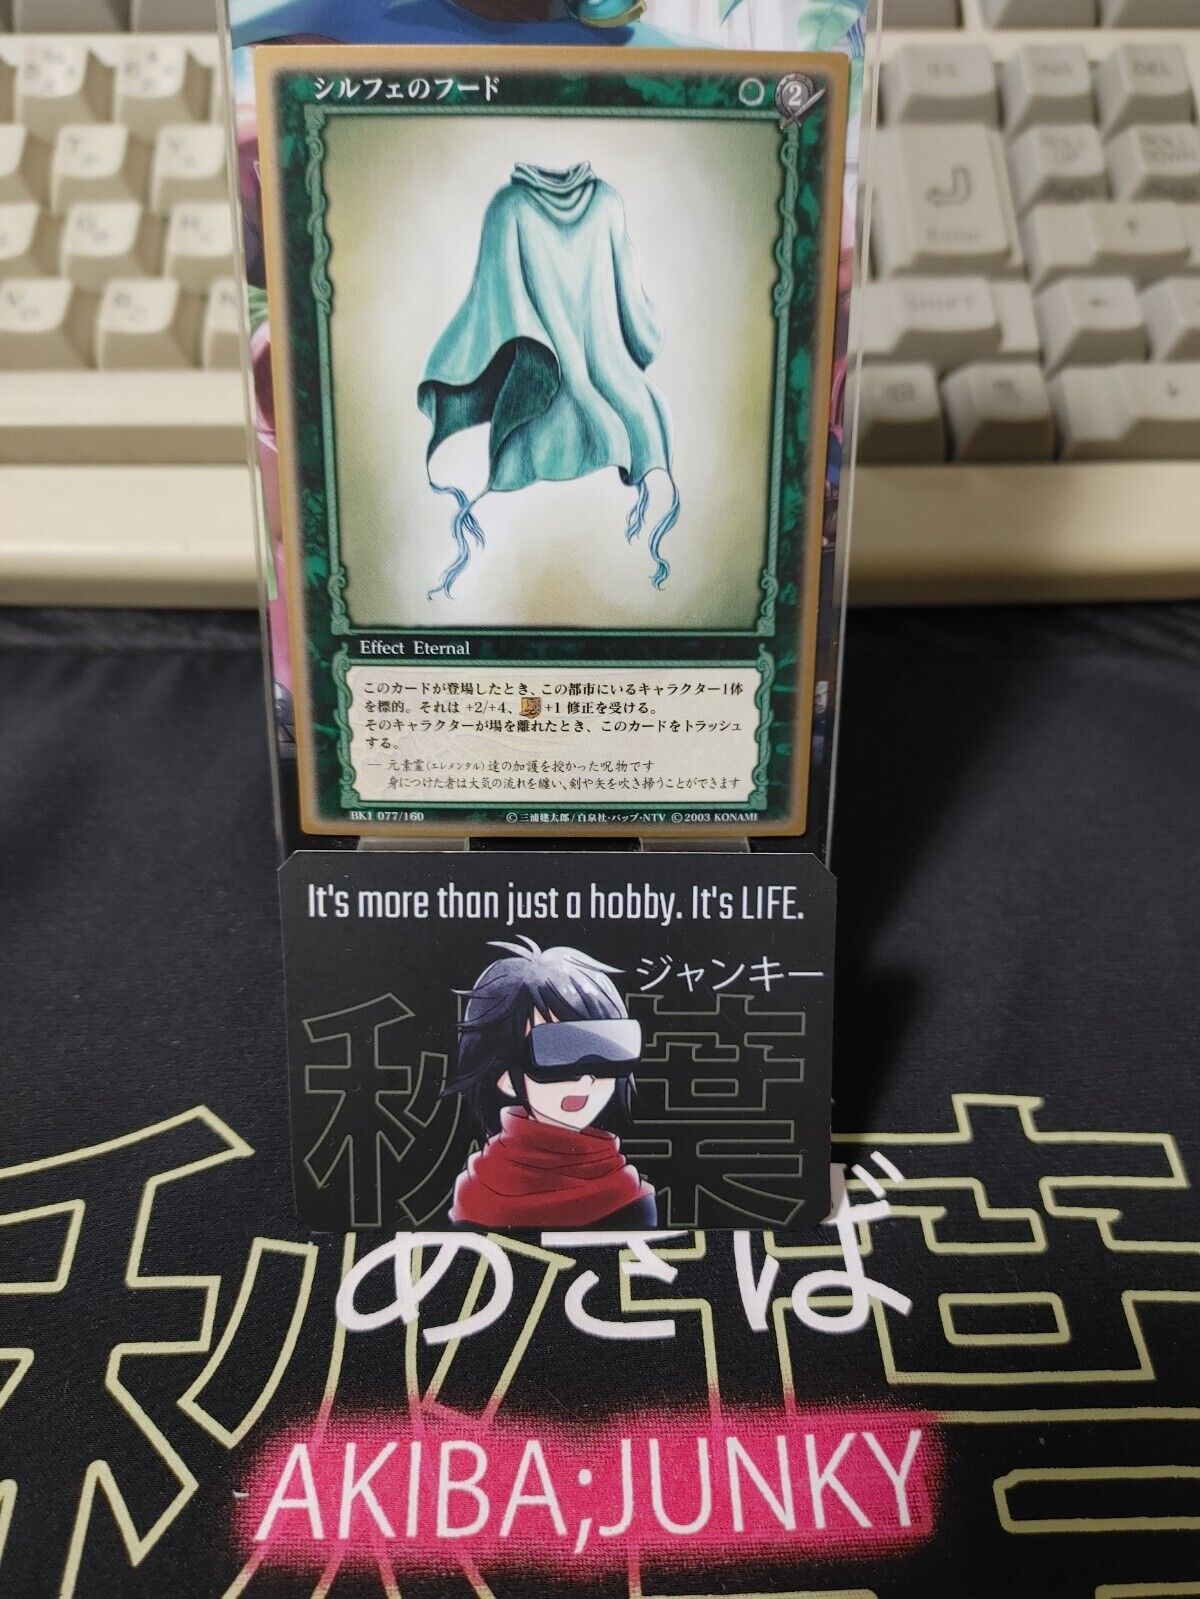 シルフェのフード
2
Effect Eternal
このカードが登場したとき、この都市にいるキャラクター1体
を標的。それは +2/+4、 +1 修正を受ける。
そのキャラクターが場を離れたとき、このカードをトラッシュ
する。
― 元素霊(エレメンタル)達の加護を授かった呪物です
身につけた者は大気の流れを纏い、剣や矢を吹き掃うことができます
BK1 077/160
©三浦建太郎/白泉社・バップ・NTV ©2003 KONAMI
It's more than just a hobby. It's LIFE.
ジャンキー
秋葉
AKIBA;JUNKY
Enter
SHIFT
DEL